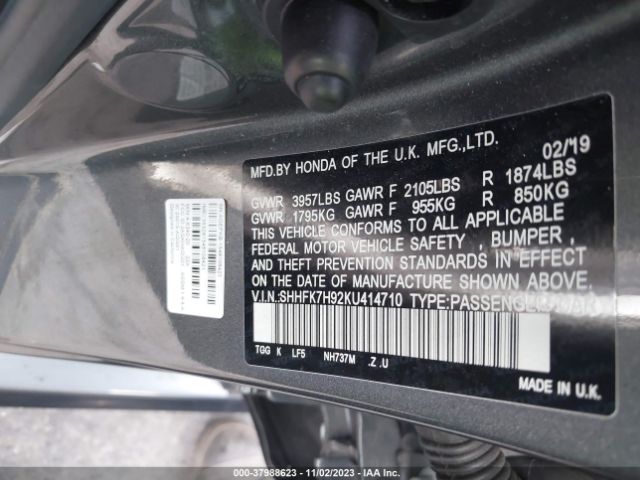 MFD.BY HONDA OF THE U.K. MFG.,LTD. 02/'19
GVWR 3957LBS GAWR F 2105LBS R 1874LBS
GVWR 1795KG GAWR F 955KG R 850KG
THIS VEHICLE CONFORMS TO ALL APPLICABLE
FEDERAL MOTOR VEHICLE SAFETY , BUMPER ,
AND THEFT PREVENTION STANDARDS IN EFFECT
ON THE DATE OF MANUFACTURE SHOWN ABOVE.
V.I.N.:SHHFK7H92KU414710 TYPE:PASSENGER CAR
TGG K LF5 NH737M .Z .U
MADE IN U.K.
000-37988623 - 11/02/2023 - IAA Inc.